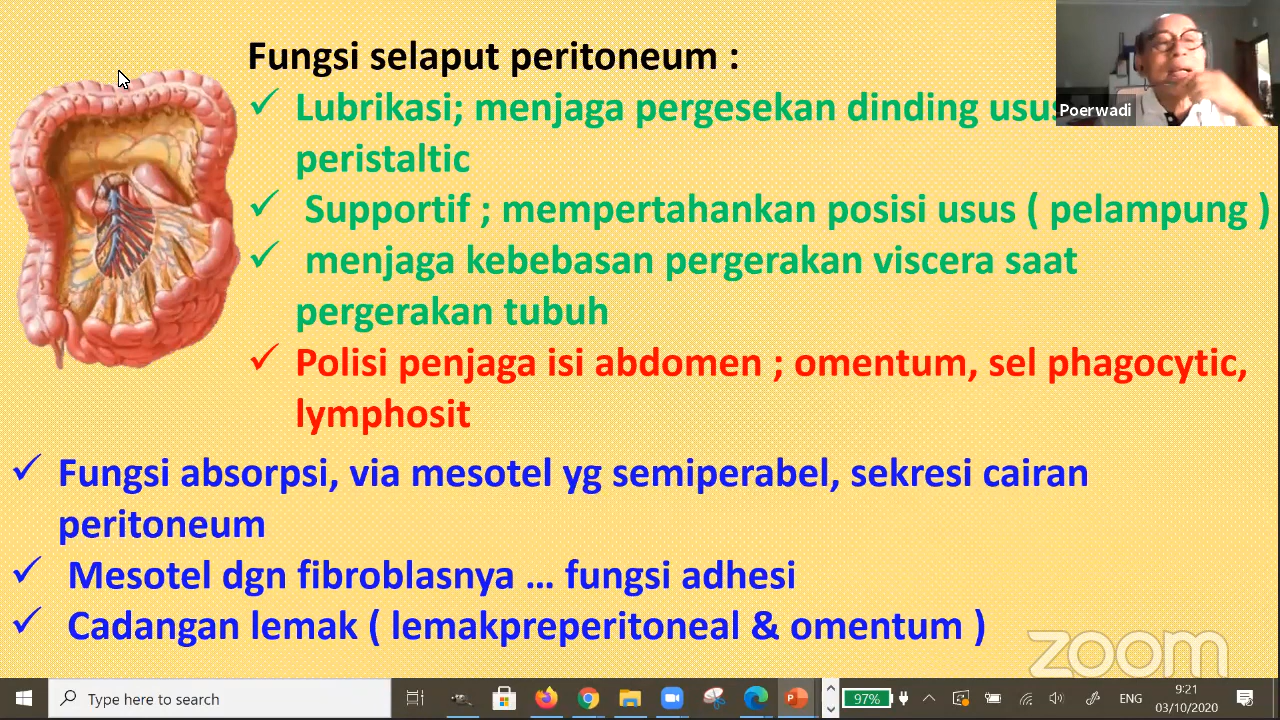 Fungsi selaput peritoneum :
✓ Lubrikasi; menjaga pergesekan dinding usus
peristaltic
✓ Supportif ; mempertahankan posisi usus ( pelampung )
✓ menjaga kebebasan pergerakan viscera saat
pergerakan tubuh
✓ Polisi penjaga isi abdomen ; omentum, sel phagocytic,
lymphosit
✓ Fungsi absorpsi, via mesotel yg semiperabel, sekresi cairan
peritoneum
✓ Mesotel dgn fibroblasnya … fungsi adhesi
✓ Cadangan lemak ( lemakpreperitoneal & omentum )
Poerwadi
zoom
Type here to search
97%
ENG
9:21
03/10/2020